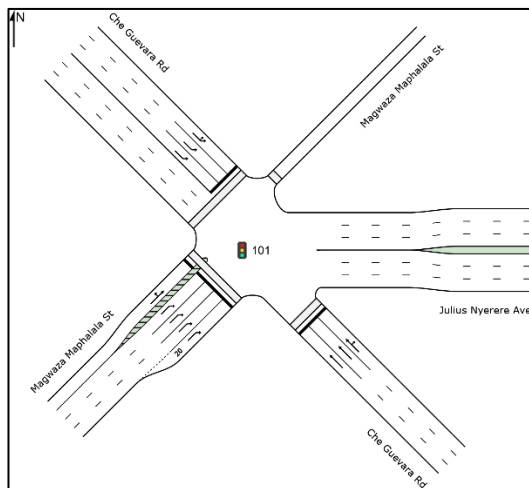 N
Che Guevara Rd
Magwaza Maphalala St
101
Julius Nyerere Ave
Magwaza Maphalala St
20
Che Guevara Rd